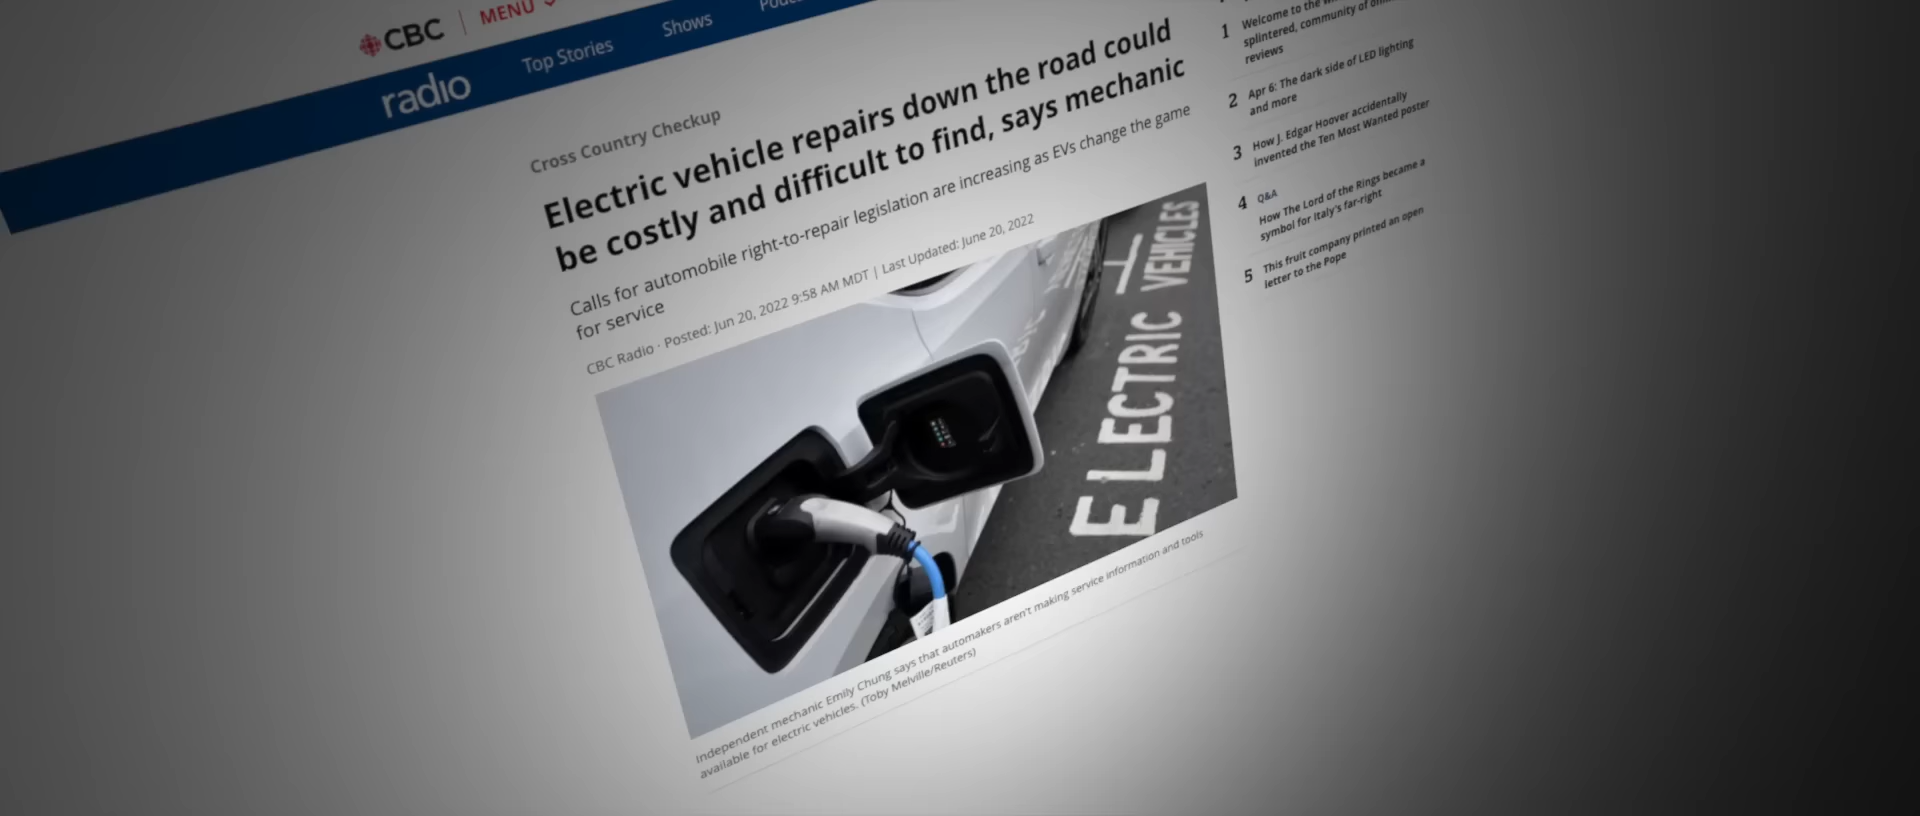 CBC
MENU
radio
Top Stories
Shows
Cross Country Checkup
Electric vehicle repairs down the road could
be costly and difficult to find, says mechanic
Calls for automobile right-to-repair legislation are increasing as EVs change the game
for service
CBC Radio · Posted: Jun 20, 2022 9:58 AM MDT | Last Updated: June 20, 2022
ELECTRIC VEHICLES
Independent mechanic Emily Chung says that automakers aren't making service information and tools
available for electric vehicles. (Toby Melville/Reuters)
1 Welcome to the
splintered, community of
reviews
2 Apr 6: The dark side of LED lighting
and more
3 How J. Edgar Hoover accidentally
invented the Ten Most Wanted poster
4 Q&A
How The Lord of the Rings became a
symbol for Italy's far-right
5 This fruit company printed an open
letter to the Pope